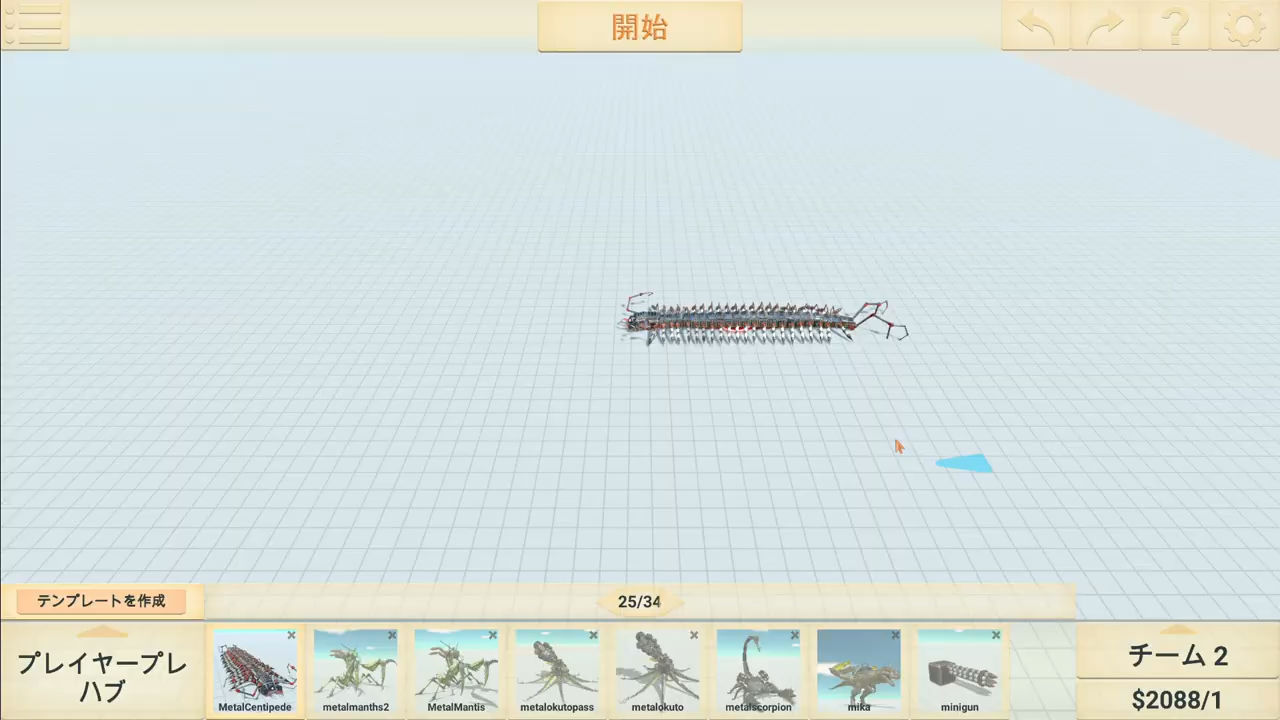 開始
?
テンプレートを作成
25/34
プレイヤープレ
ハブ
MetalCentipede
metalmanths2
MetalMantis
metalokutopass
metalokuto
metalscorpion
mika
minigun
チーム 2
$2088/1